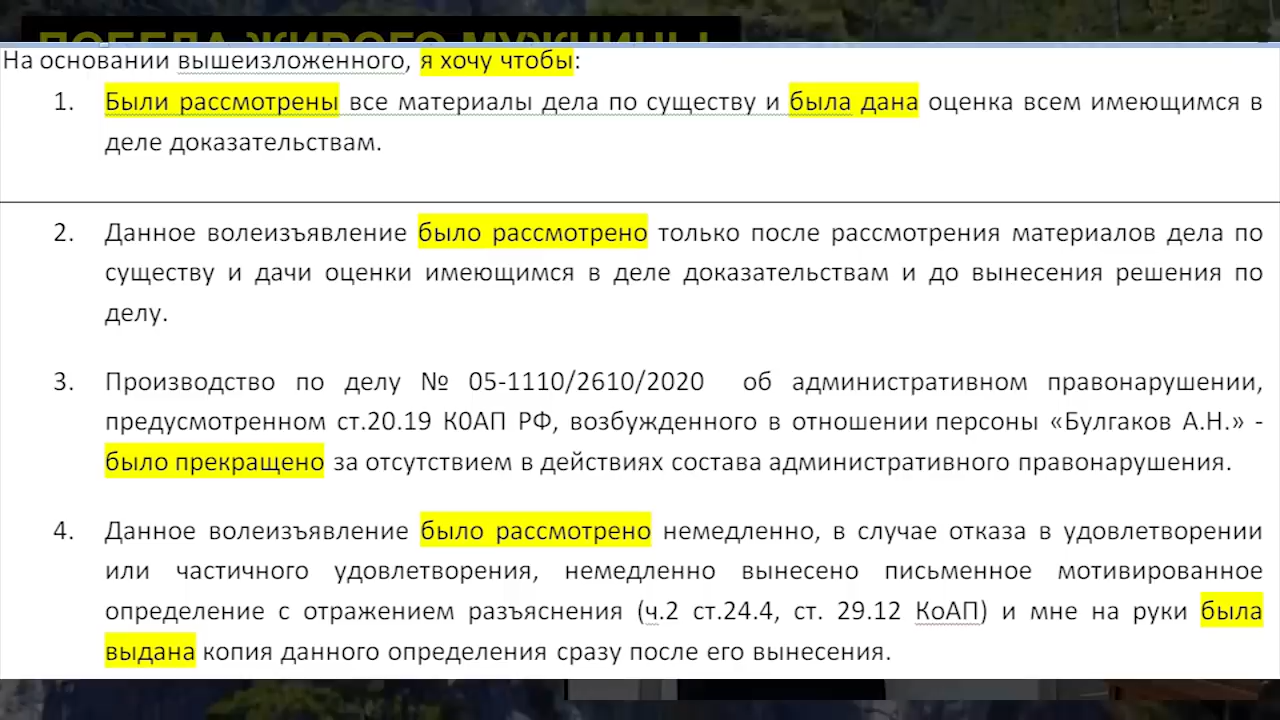 ПОБЕДА ЖИВОГО МУЖЧИНЫ
На основании вышеизложенного, я хочу чтобы:
1. Были рассмотрены все материалы дела по существу и была дана оценка всем имеющимся в
деле доказательствам.
2. Данное волеизъявление было рассмотрено только после рассмотрения материалов дела по
существу и дачи оценки имеющимся в деле доказательствам и до вынесения решения по
делу.
3. Производство по делу № 05-1110/2610/2020 об административном правонарушении,
предусмотренном ст.20.19 К0АП РФ, возбужденного в отношении персоны «Булгаков А.Н.» -
было прекращено за отсутствием в действиях состава административного правонарушения.
4. Данное волеизъявление было рассмотрено немедленно, в случае отказа в удовлетворении
или частичного удовлетворения, немедленно вынесено письменное мотивированное
определение с отражением разъяснения (ч.2 ст.24.4, ст. 29.12 КоАП) и мне на руки была
выдана копия данного определения сразу после его вынесения.